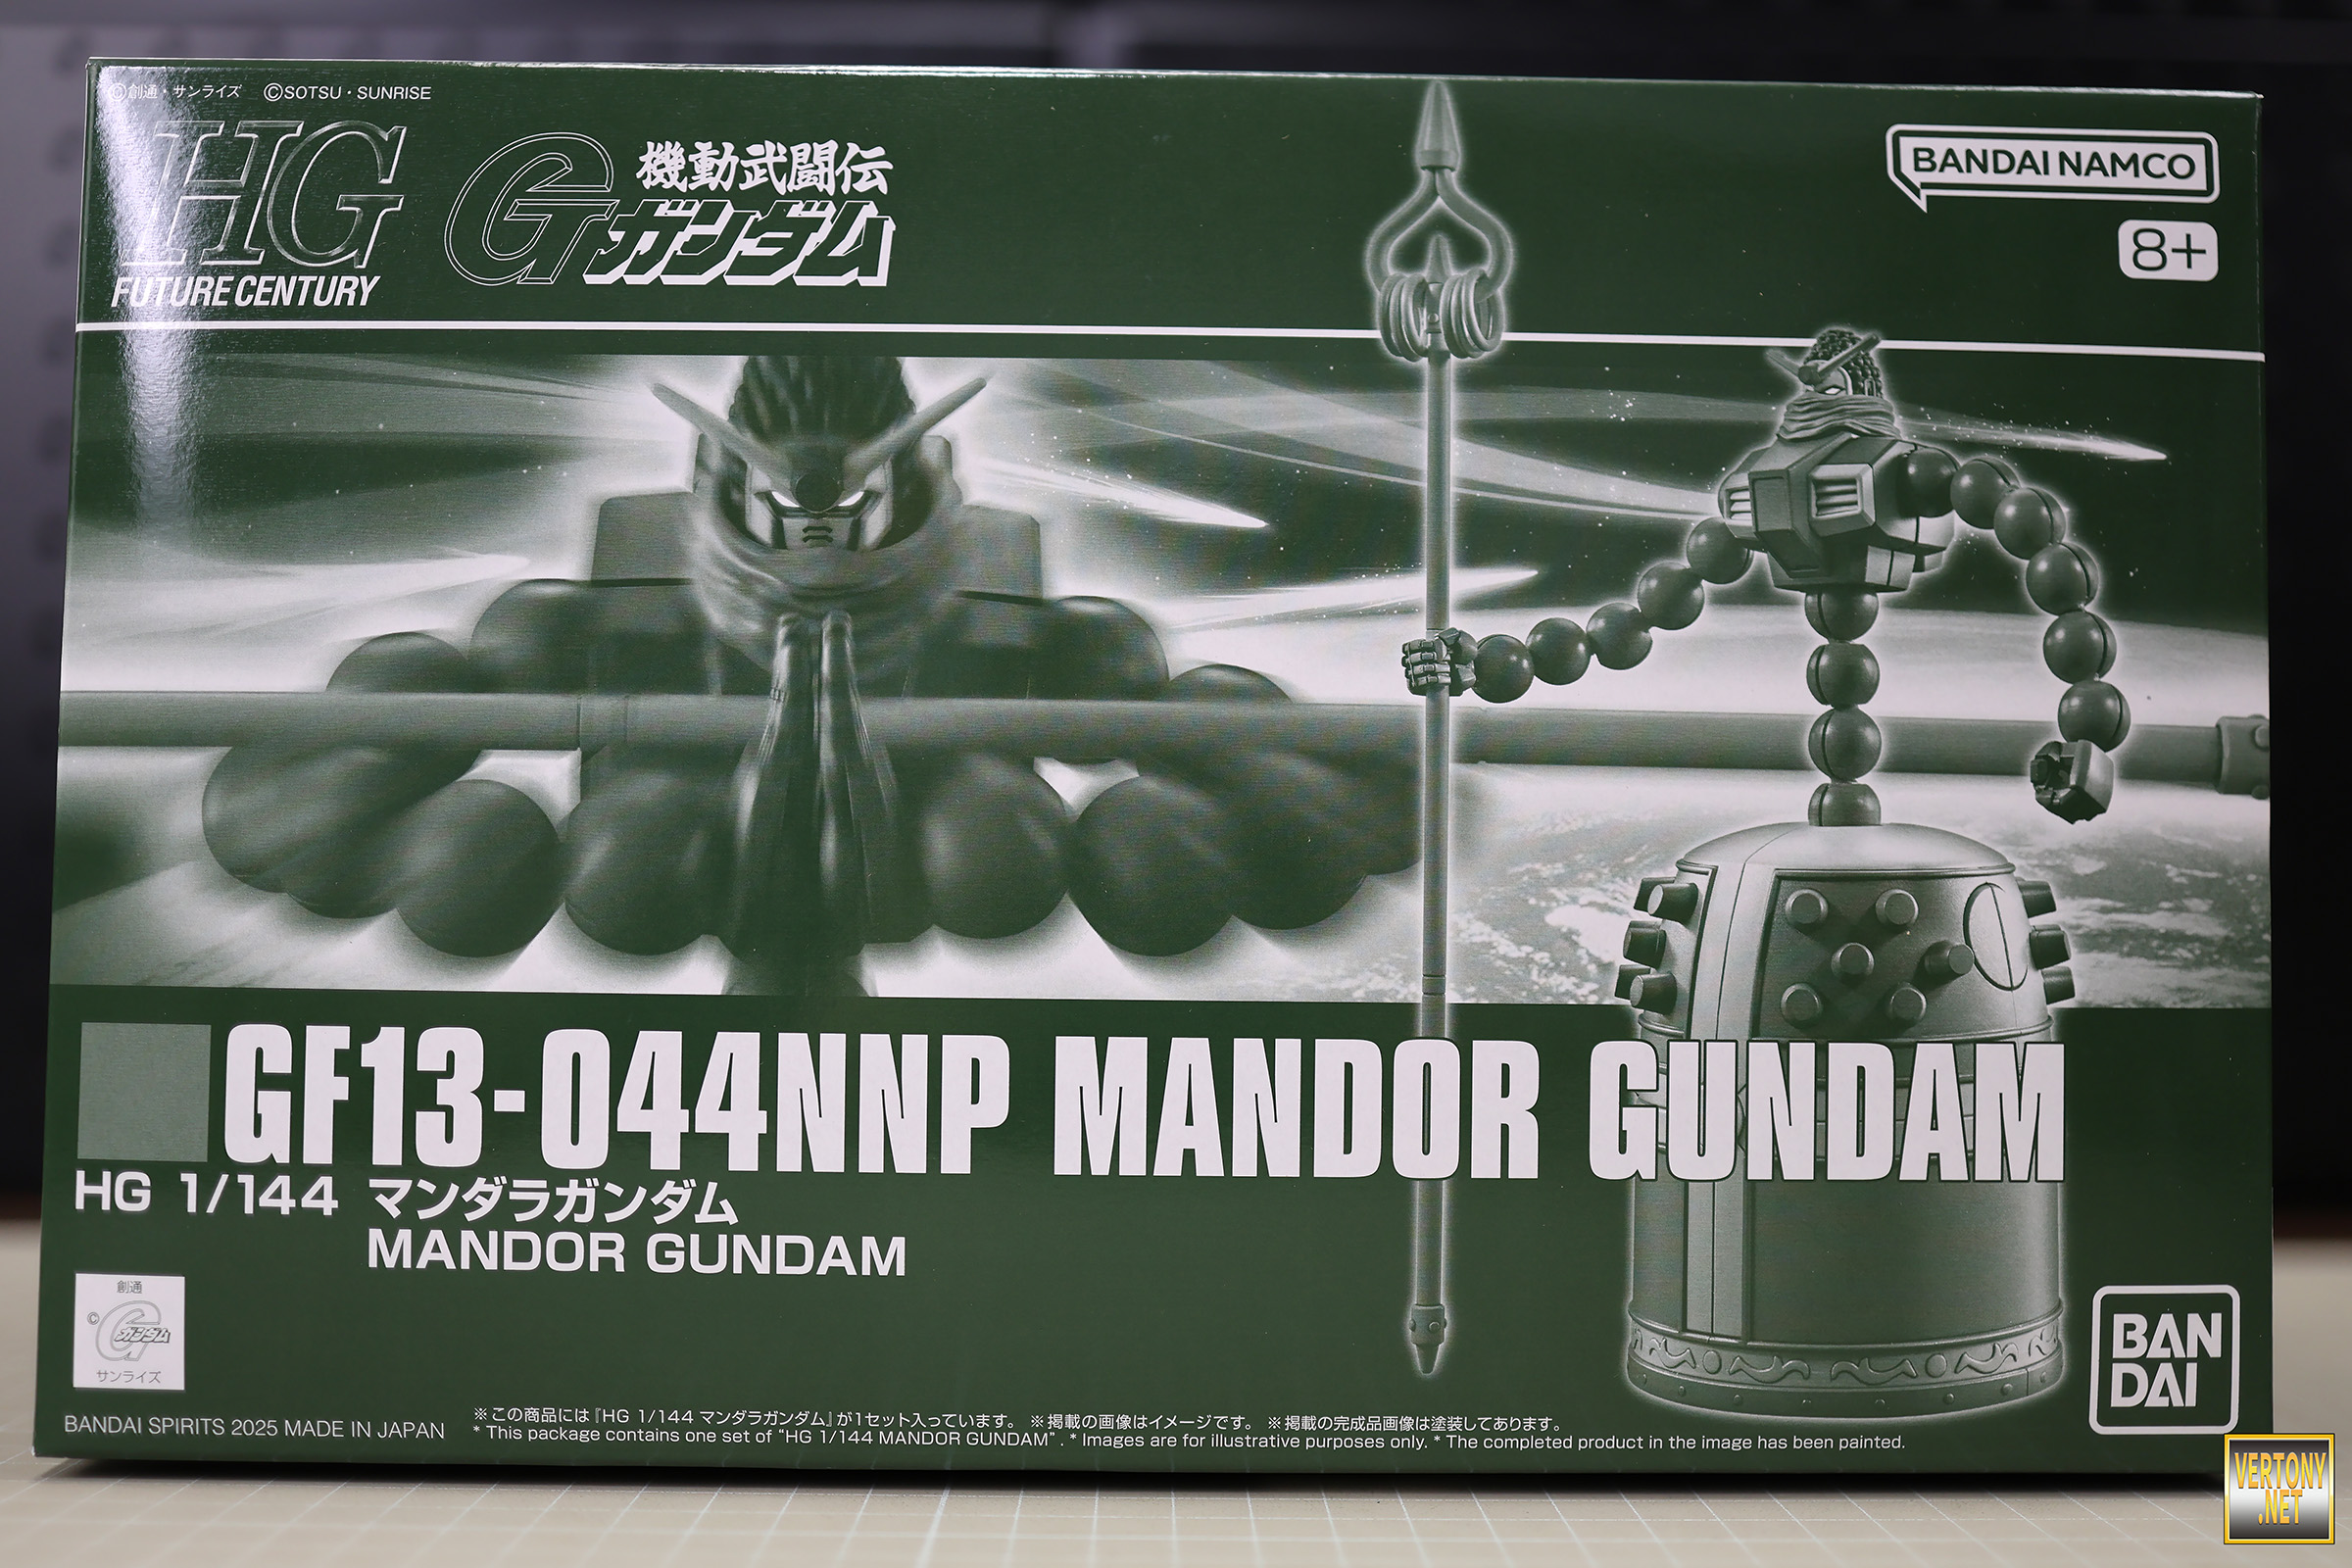 ©創通・サンライズ ©SOTSU・SUNRISE
HG
FUTURE CENTURY
機動武闘伝
Gガンダム
BANDAI NAMCO
8+
GF13-044NNP MANDOR GUNDAM
HG 1/144 マンダラガンダム
MANDOR GUNDAM
創通
©Gガンダム
サンライズ
BAN
DAI
BANDAI SPIRITS 2025 MADE IN JAPAN
※この商品には『HG 1/144 マンダラガンダム』が1セット入っています。 ※掲載の画像はイメージです。 ※掲載の完成品画像は塗装してあります。
* This package contains one set of “HG 1/144 MANDOR GUNDAM”. * Images are for illustrative purposes only. * The completed product in the image has been painted.
VERTONY
.NET